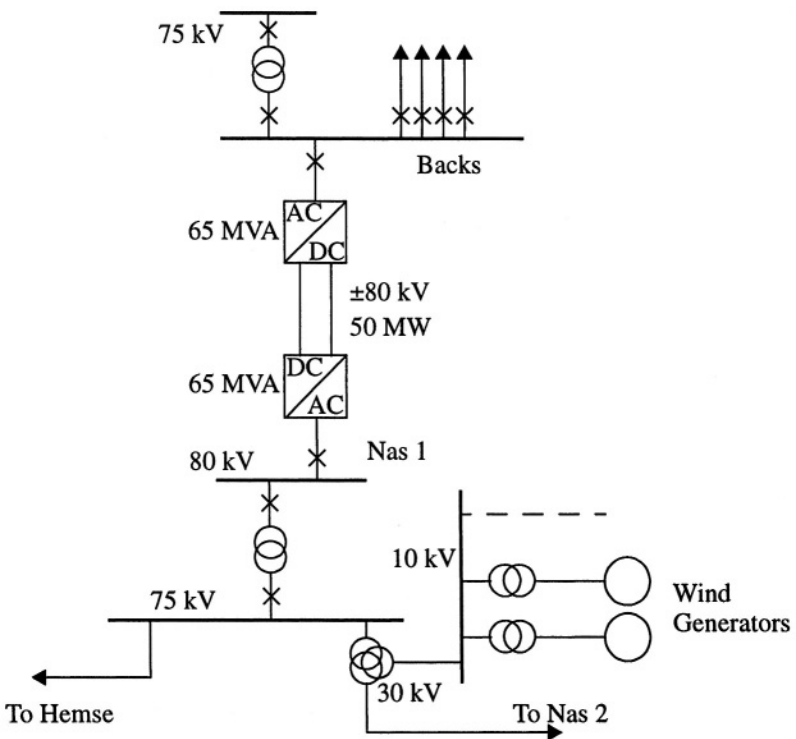 75 kV
Backs
65 MVA
AC
DC
±80 kV
50 MW
65 MVA
DC
AC
Nas 1
80 kV
10 kV
Wind
Generators
75 kV
30 kV
To Hemse
To Nas 2